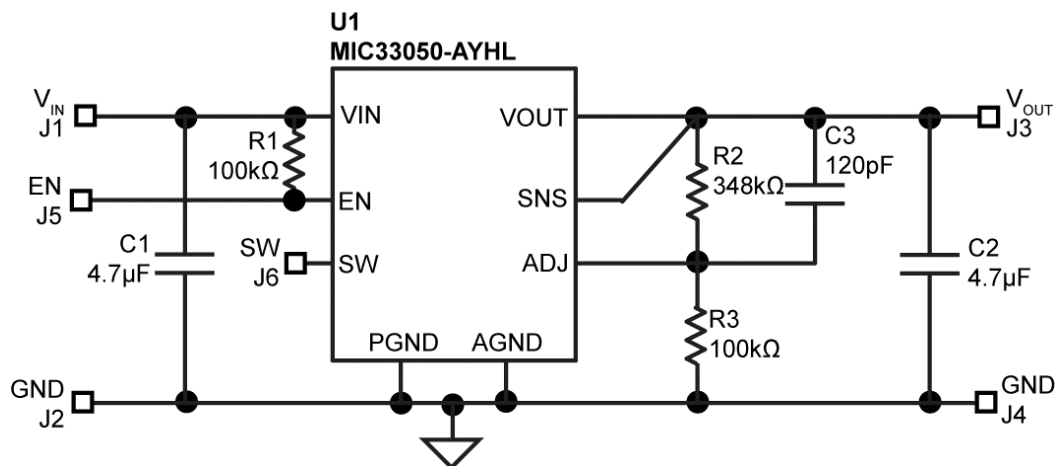 U1
MIC33050-AYHL
VIN
J1
VIN
R1
100kΩ
EN
J5
EN
C1
4.7µF
SW
J6
SW
VOUT
SNS
ADJ
PGND
AGND
R2
348kΩ
C3
120pF
VOUT
J3
R3
100kΩ
C2
4.7µF
GND
J2
GND
J4